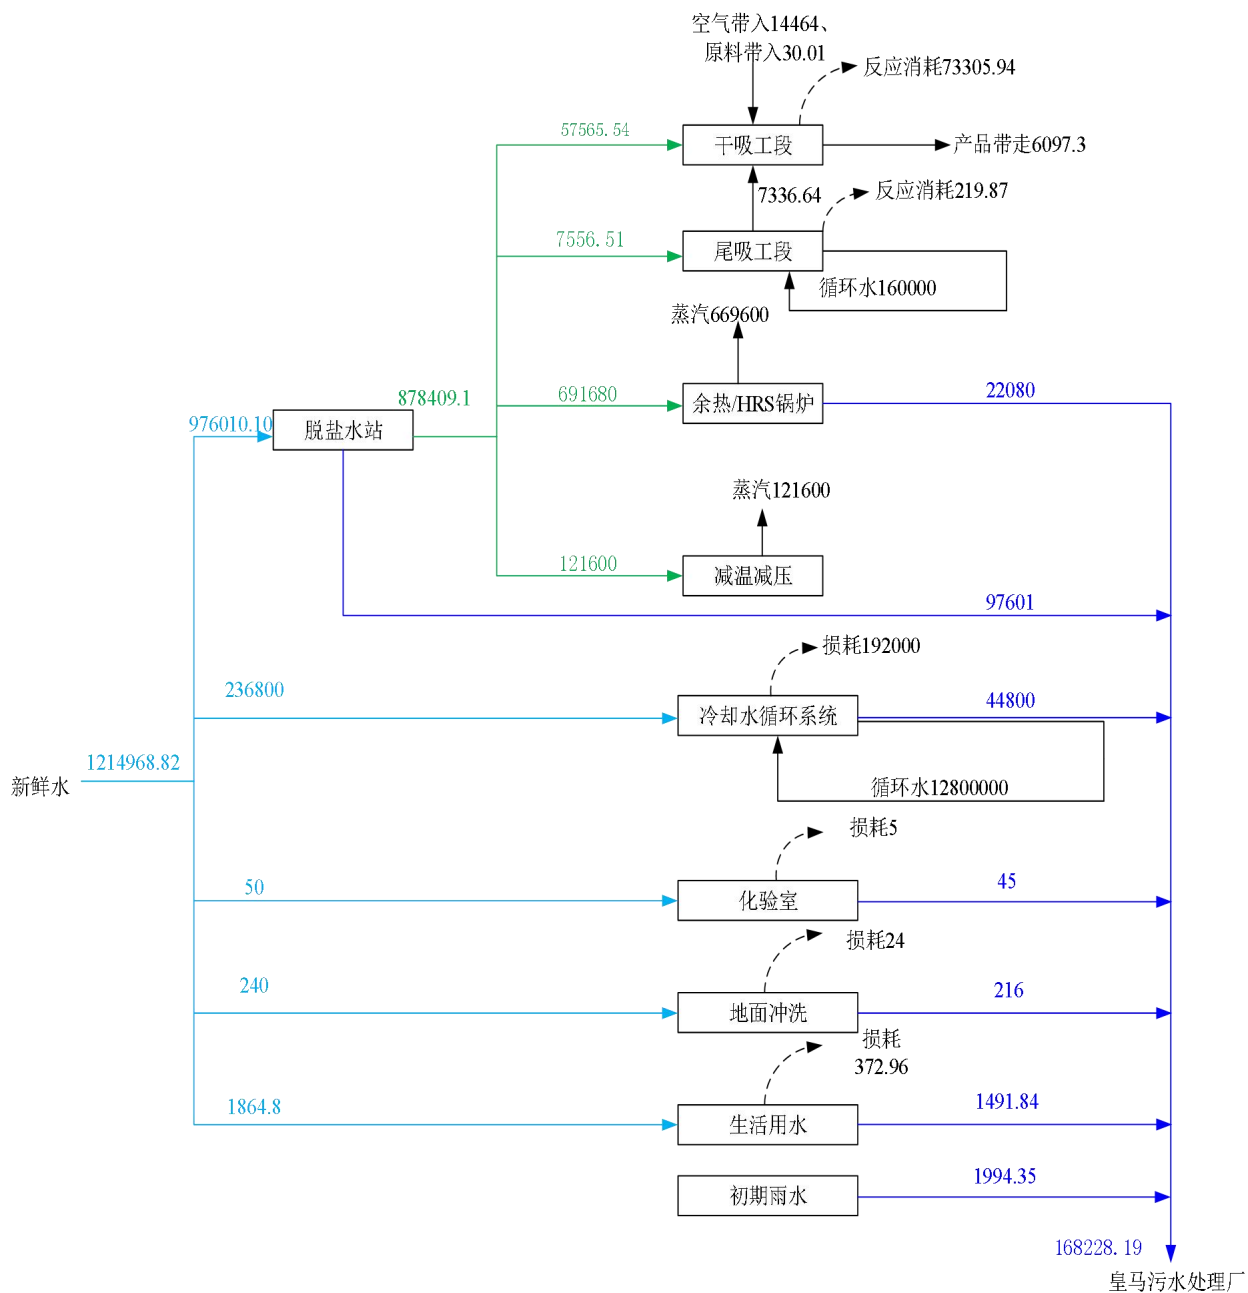 空气带入14464、
原料带入30.01
反应消耗73305.94
57565.54
干吸工段
产品带走6097.3
7336.64
反应消耗219.87
7556.51
尾吸工段
循环水160000
蒸汽669600
878409.1
691680
余热/HRS锅炉
22080
976010.10
脱盐水站
蒸汽121600
121600
减温减压
97601
损耗192000
236800
冷却水循环系统
44800
1214968.82
新鲜水
循环水12800000
损耗5
50
化验室
45
损耗24
240
地面冲洗
216
损耗
372.96
1864.8
生活用水
1491.84
初期雨水
1994.35
168228.19
皇马污水处理厂